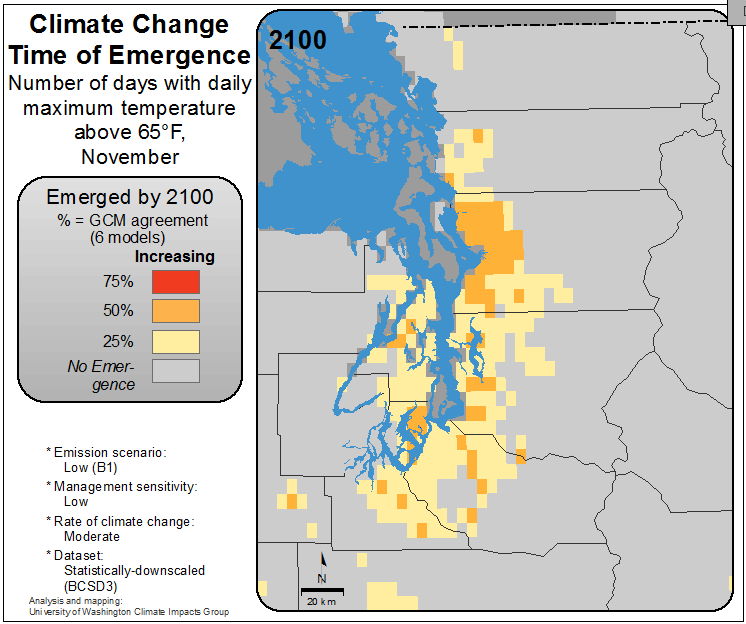 Climate Change
Time of Emergence
Number of days with daily
maximum temperature
above 65°F,
November
Emerged by 2100
% = GCM agreement
(6 models)
Increasing
75%
50%
25%
No Emer-
gence
* Emission scenario:
Low (B1)
* Management sensitivity:
Low
* Rate of climate change:
Moderate
* Dataset:
Statistically-downscaled
(BCSD3)
Analysis and mapping:
University of Washington Climate Impacts Group
2100
N
20 km